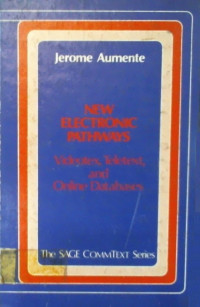 Jerome Aumente
NEW
ELECTRONIC
PATHWAYS
Videotex, Teletext,
and
Online Databases
The SAGE COMMTEXT Series